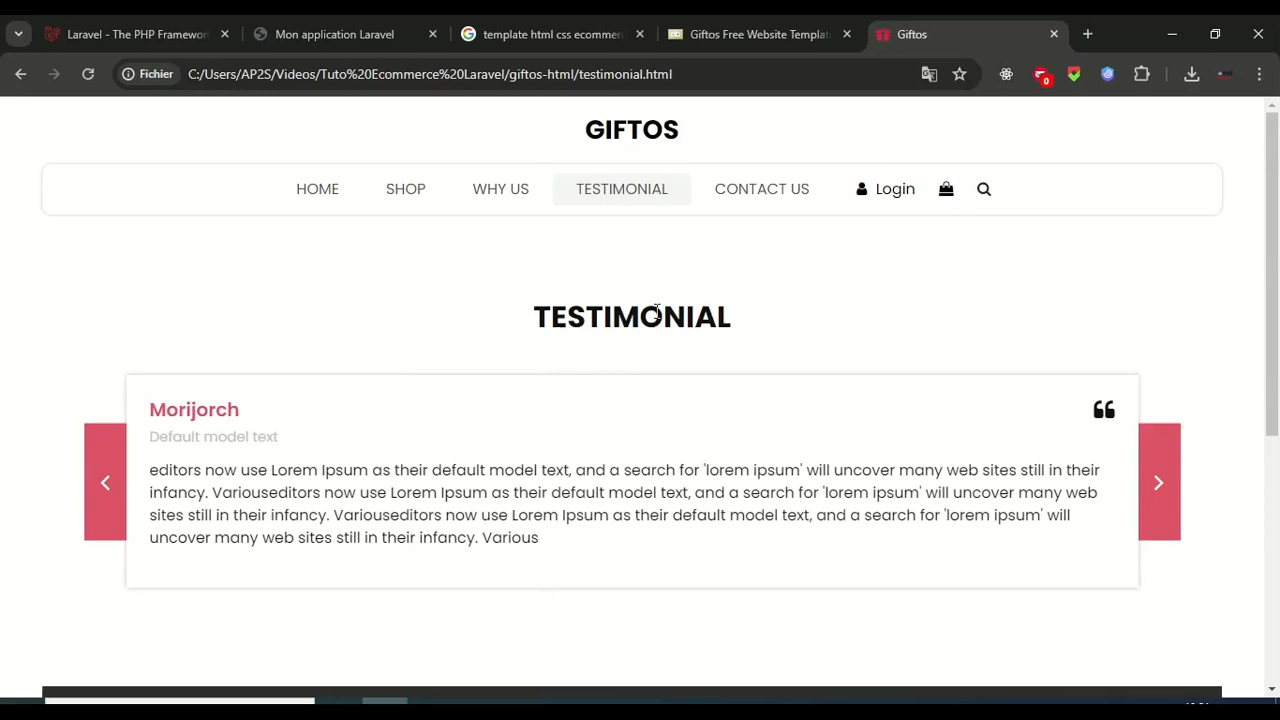 Laravel - The PHP Framework
Mon application Laravel
template html css ecommer
Giftos Free Website Templat
Giftos
Fichier
C:/Users/AP2S/Videos/Tuto%20Ecommerce%20Laravel/giftos-html/testimonial.html
0
GIFTOS
HOME
SHOP
WHY US
TESTIMONIAL
CONTACT US
Login
TESTIMONIAL
Morijorch
Default model text
editors now use Lorem Ipsum as their default model text, and a search for 'lorem ipsum' will uncover many web sites still in their
infancy. Variouseditors now use Lorem Ipsum as their default model text, and a search for 'lorem ipsum' will uncover many web
sites still in their infancy. Variouseditors now use Lorem Ipsum as their default model text, and a search for 'lorem ipsum' will
uncover many web sites still in their infancy. Various